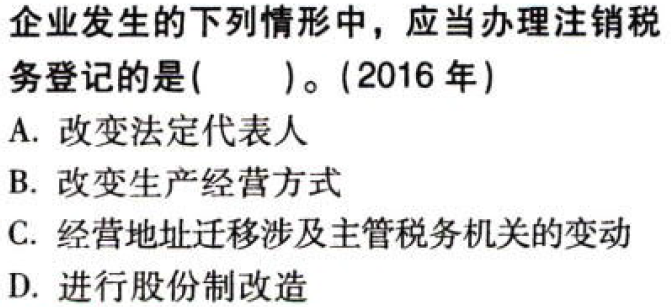 企业发生的下列情形中，应当办理注销税
务登记的是(　　)。(2016 年)
A. 改变法定代表人
B. 改变生产经营方式
C. 经营地址迁移涉及主管税务机关的变动
D. 进行股份制改造